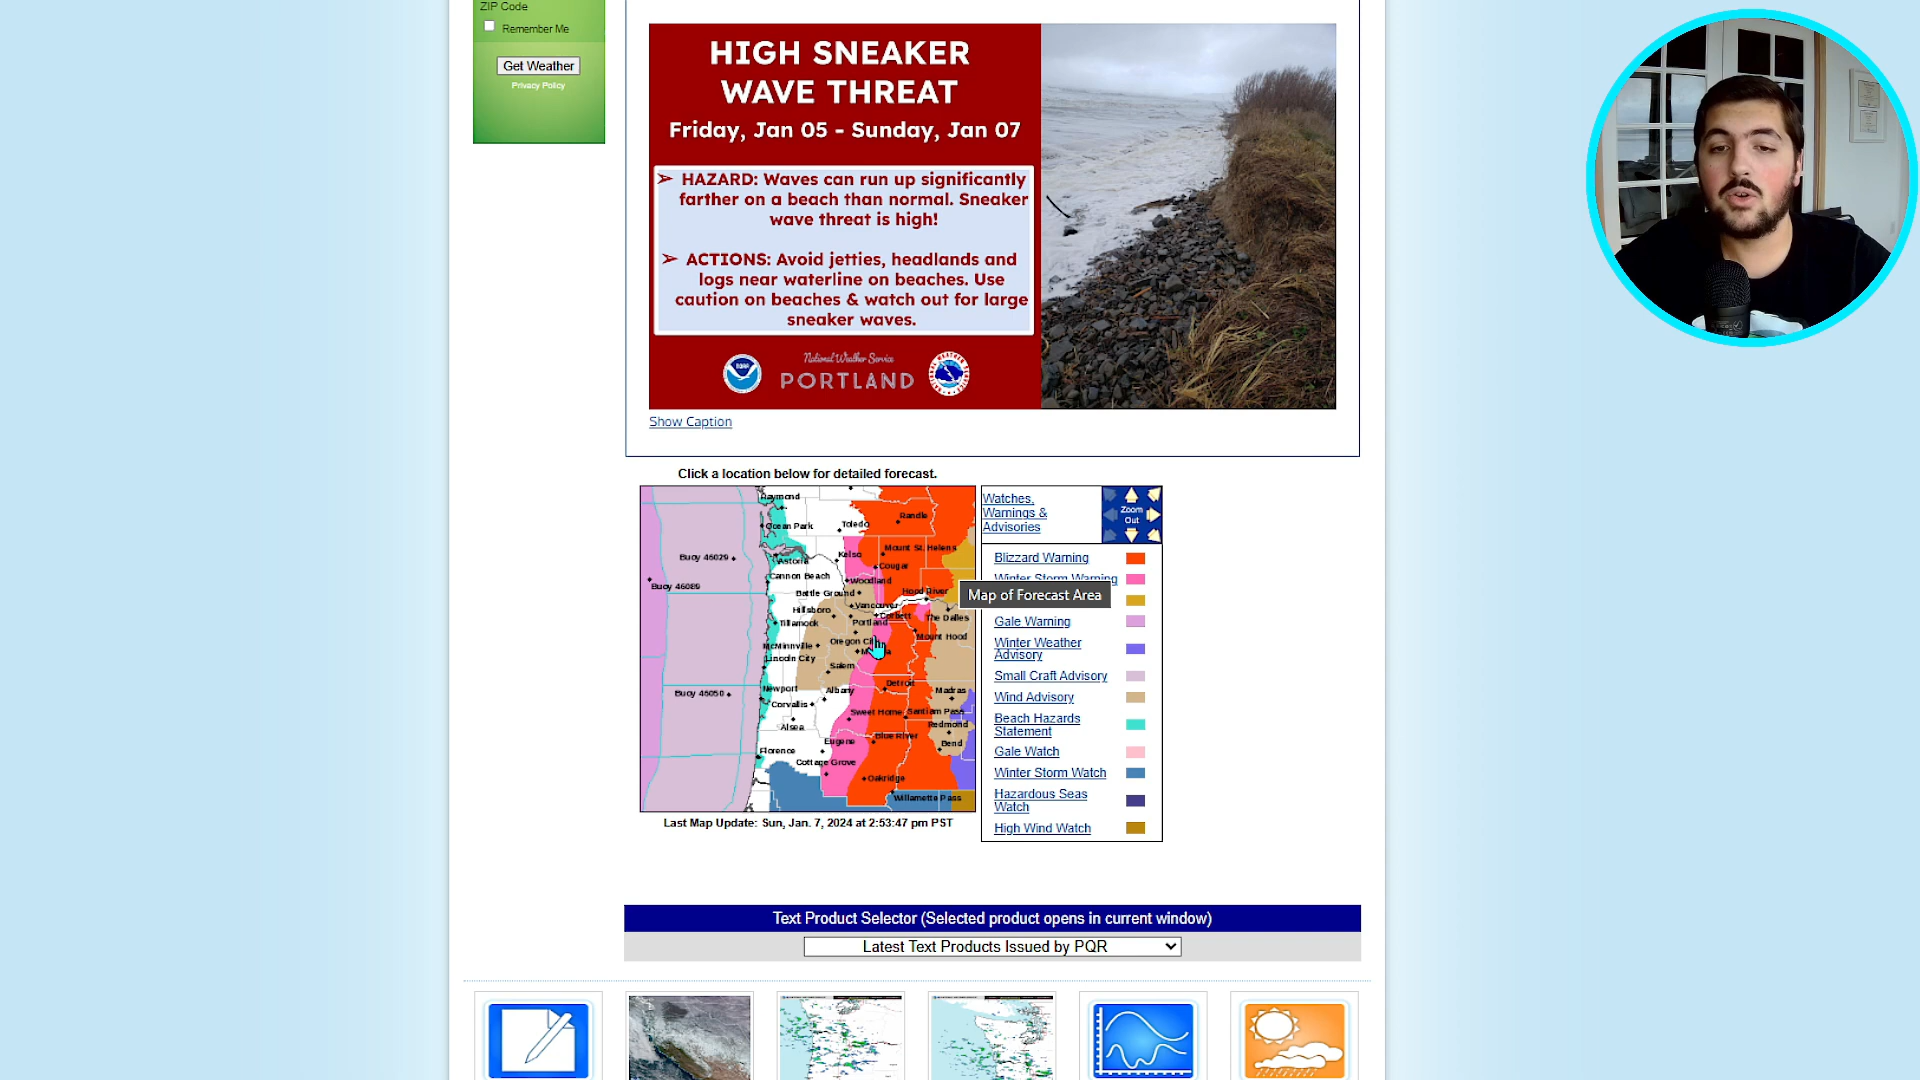 ZIP Code
Remember Me
Get Weather
Privacy Policy
HIGH SNEAKER
WAVE THREAT
Friday, Jan 05 - Sunday, Jan 07
➢ HAZARD: Waves can run up significantly
farther on a beach than normal. Sneaker
wave threat is high!
➢ ACTIONS: Avoid jetties, headlands and
logs near waterline on beaches. Use
caution on beaches & watch out for large
sneaker waves.
National Weather Service
PORTLAND
Show Caption
Click a location below for detailed forecast.
Raymond
Ocean Park
Toledo
Randle
Buoy 46029
Astoria
Kelso
Mount St. Helens
Cougar
Buoy 46089
Cannon Beach
Woodland
Battle Ground
Hood River
Hillsboro
Vancouver
Tillamook
Portland
Corbett
The Dalles
McMinnville
Oregon
Mount Hood
Lincoln City
Salem
Buoy 46050
Newport
Albany
Detroit
Madras
Corvallis
Sweet Home
Santiam Pass
Alsea
Redmond
Florence
Eugene
Blue River
Bend
Cottage Grove
Oakridge
Willamette Pass
Last Map Update: Sun, Jan. 7, 2024 at 2:53:47 pm PST
Watches,
Warnings &
Advisories
Zoom
Out
Blizzard Warning
Winter Storm Warning
Map of Forecast Area
Gale Warning
Winter Weather
Advisory
Small Craft Advisory
Wind Advisory
Beach Hazards
Statement
Gale Watch
Winter Storm Watch
Hazardous Seas
Watch
High Wind Watch
Text Product Selector (Selected product opens in current window)
Latest Text Products Issued by PQR